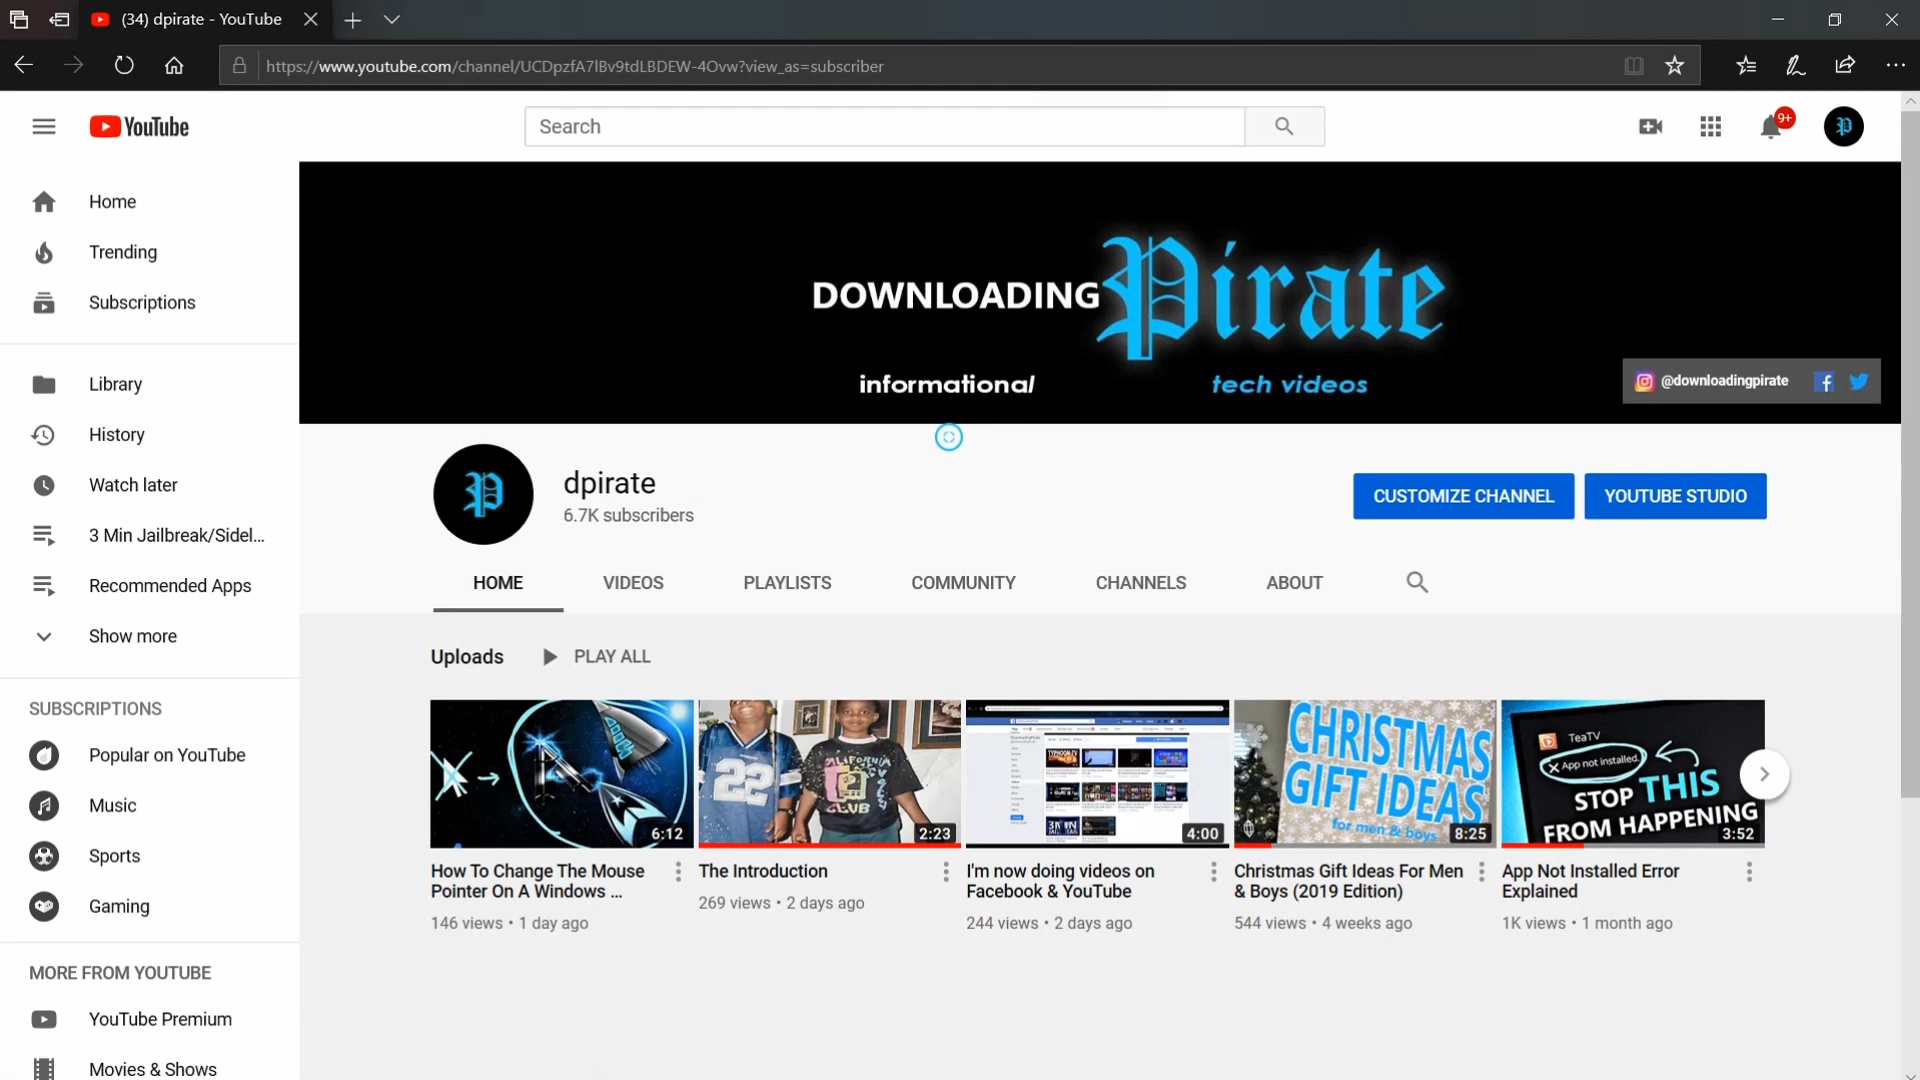 (34) dpirate - YouTube
https://www.youtube.com/channel/UCDpzfA7lBv9tdLBDEW-4Ovw?view_as=subscriber
YouTube
Search
9+
Home
Trending
Subscriptions
Library
History
Watch later
3 Min Jailbreak/Sidel...
Recommended Apps
Show more
SUBSCRIPTIONS
Popular on YouTube
Music
Sports
Gaming
MORE FROM YOUTUBE
YouTube Premium
Movies & Shows
DOWNLOADING Pirate
informational tech videos
@downloadingpirate
dpirate
6.7K subscribers
CUSTOMIZE CHANNEL
YOUTUBE STUDIO
HOME VIDEOS PLAYLISTS COMMUNITY CHANNELS ABOUT
Uploads PLAY ALL
6:12
How To Change The Mouse
Pointer On A Windows ...
146 views • 1 day ago
22
CALIFORNIA
CLUB
2:23
The Introduction
269 views • 2 days ago
4:00
I'm now doing videos on
Facebook & YouTube
244 views • 2 days ago
CHRISTMAS
GIFT IDEAS
for men & boys
8:25
Christmas Gift Ideas For Men
& Boys (2019 Edition)
544 views • 4 weeks ago
TeaTV
App not installed.
STOP THIS
FROM HAPPENING
3:52
App Not Installed Error
Explained
1K views • 1 month ago